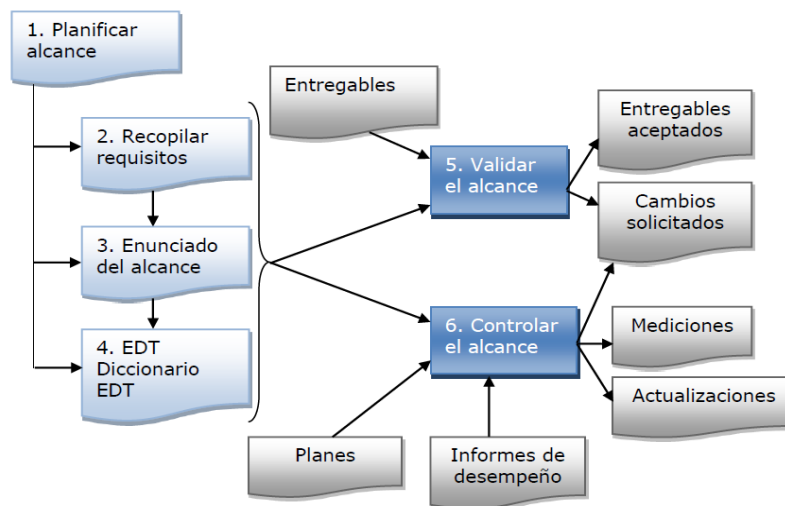 1. Planificar
alcance
2. Recopilar
requisitos
3. Enunciado
del alcance
4. EDT
Diccionario
EDT
Entregables
5. Validar
el alcance
Entregables
aceptados
Cambios
solicitados
6. Controlar
el alcance
Mediciones
Actualizaciones
Planes
Informes de
desempeño